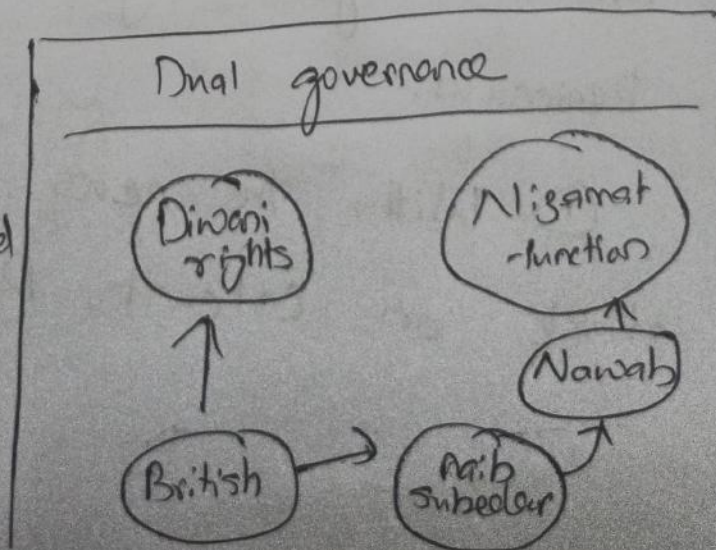 Dual governance
Diwani
rights
Nizamat
-function
Nawab
British
naib
subedar